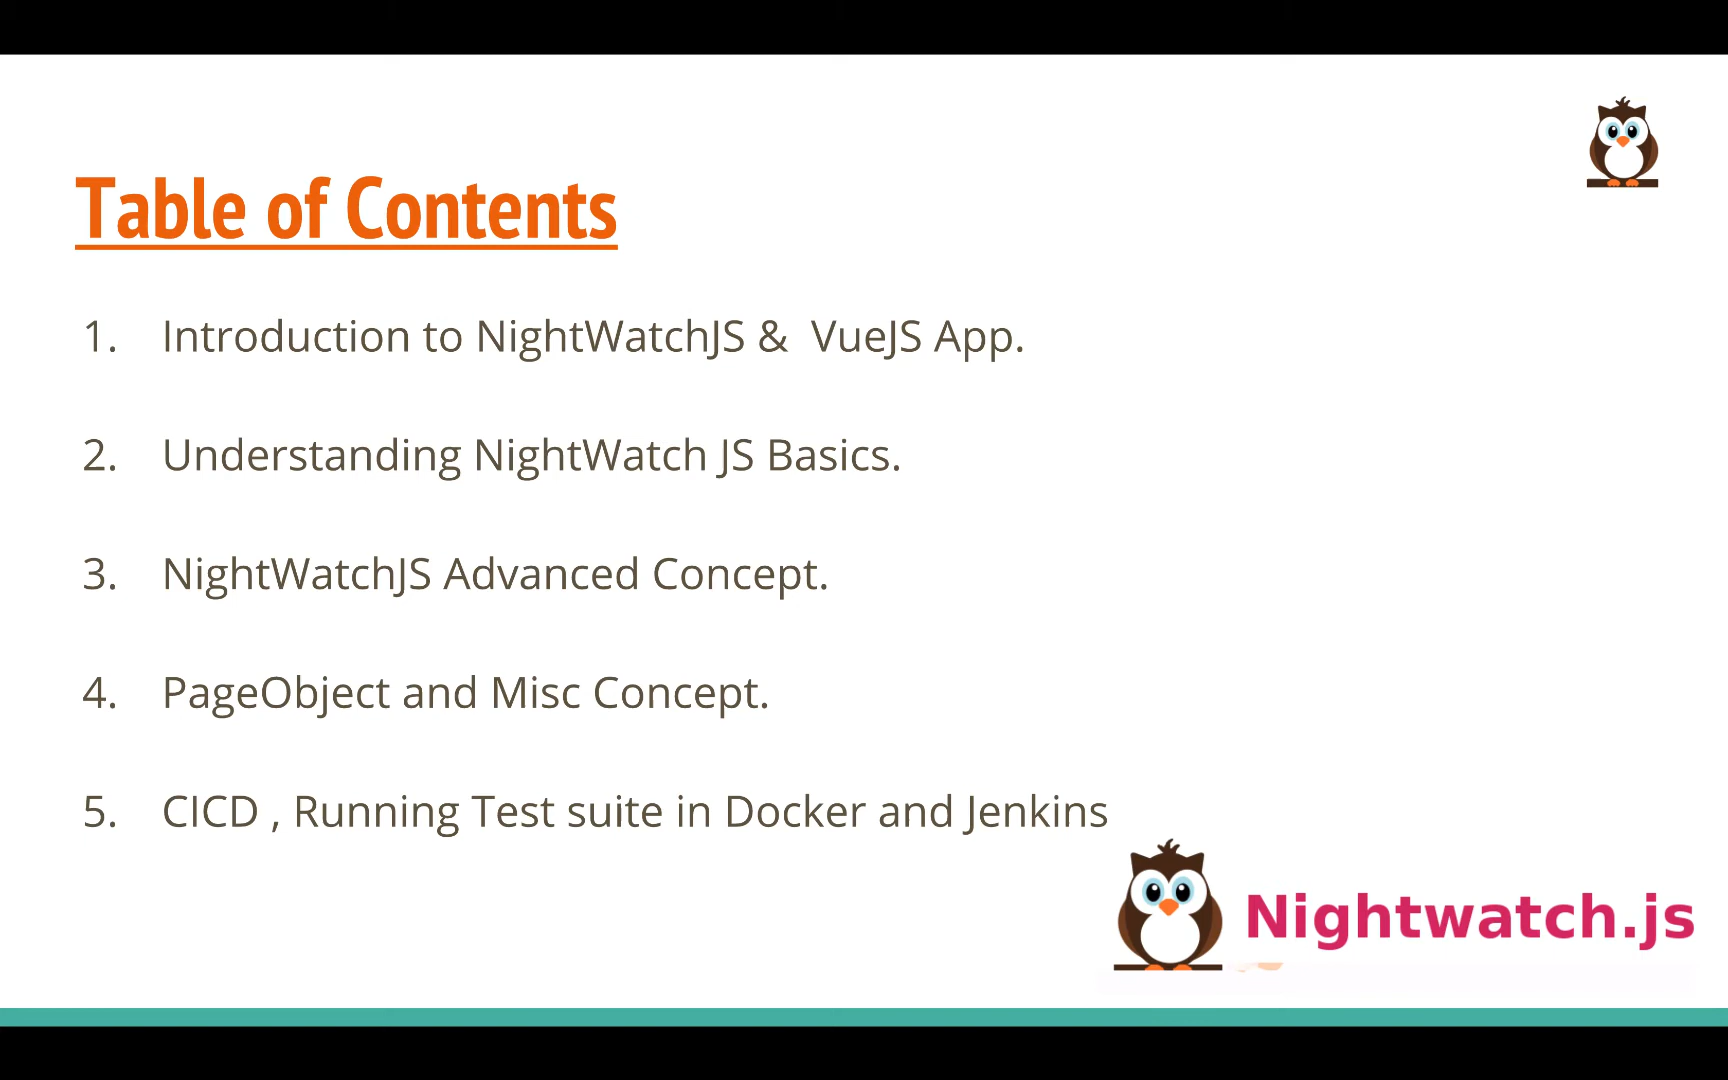 Table of Contents
1. Introduction to NightWatchJS &  VueJS App.
2. Understanding NightWatch JS Basics.
3. NightWatchJS Advanced Concept.
4. PageObject and Misc Concept.
5. CICD , Running Test suite in Docker and Jenkins
Nightwatch.js